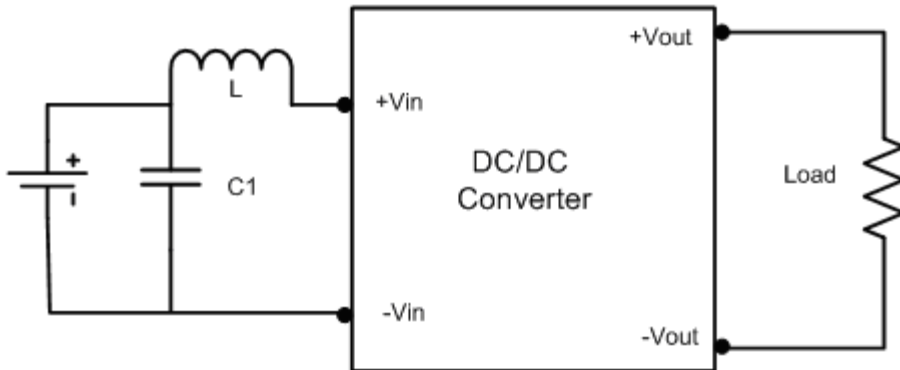 +Vout
L
+Vin
+
DC/DC
Converter
C1
Load
-
-Vin
-Vout